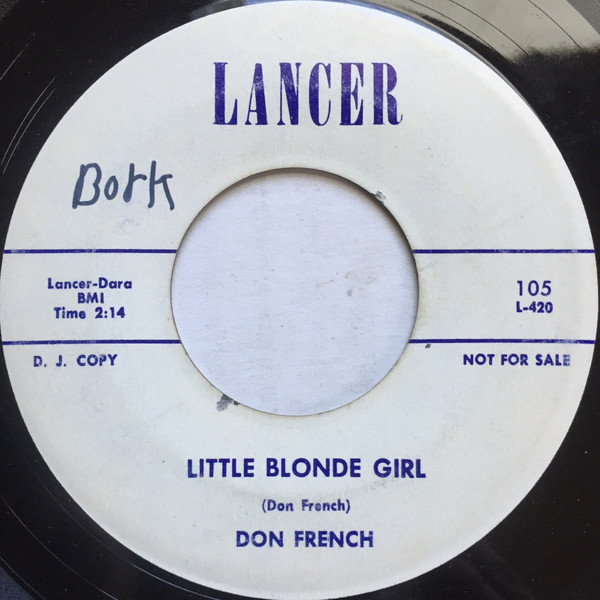 LANCER
Bork
Lancer-Dara
BMI
Time 2:14
105
L-420
D. J. COPY
NOT FOR SALE
LITTLE BLONDE GIRL
(Don French)
DON FRENCH